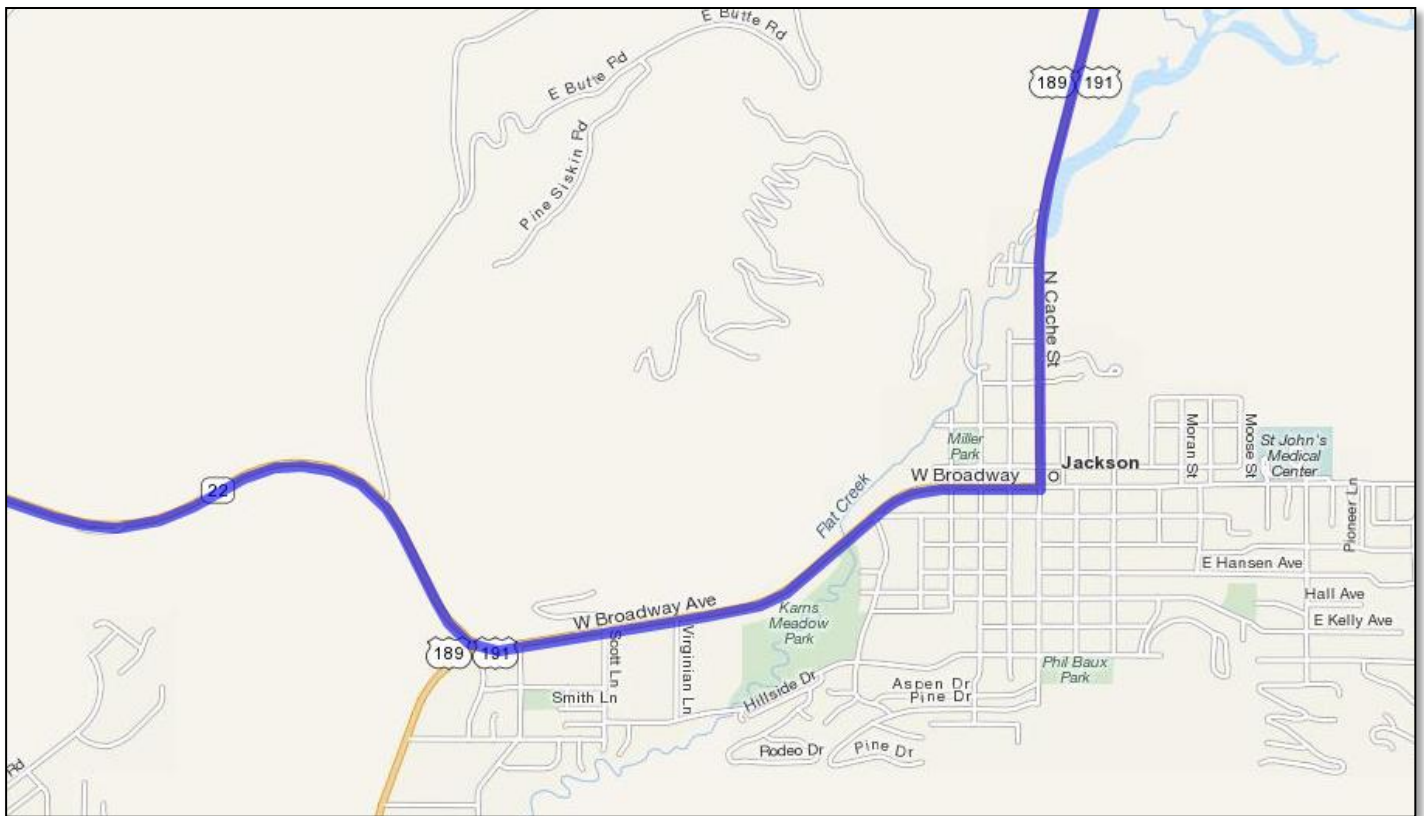 E Butte Rd
E Butte Rd
189
191
Pine Siskin Rd
N Cache St
Miller
Park
Moran St
Moose St
St John's
Medical
Center
Jackson
W Broadway
22
Flat Creek
Pioneer Ln
E Hansen Ave
Hall Ave
E Kelly Ave
W Broadway Ave
Karns
Meadow
Park
189
191
Scott Ln
Virginian Ln
Phil Baux
Park
Smith Ln
Hillside Dr
Aspen Dr
Pine Dr
Rodeo Dr
Pine Dr
Rd